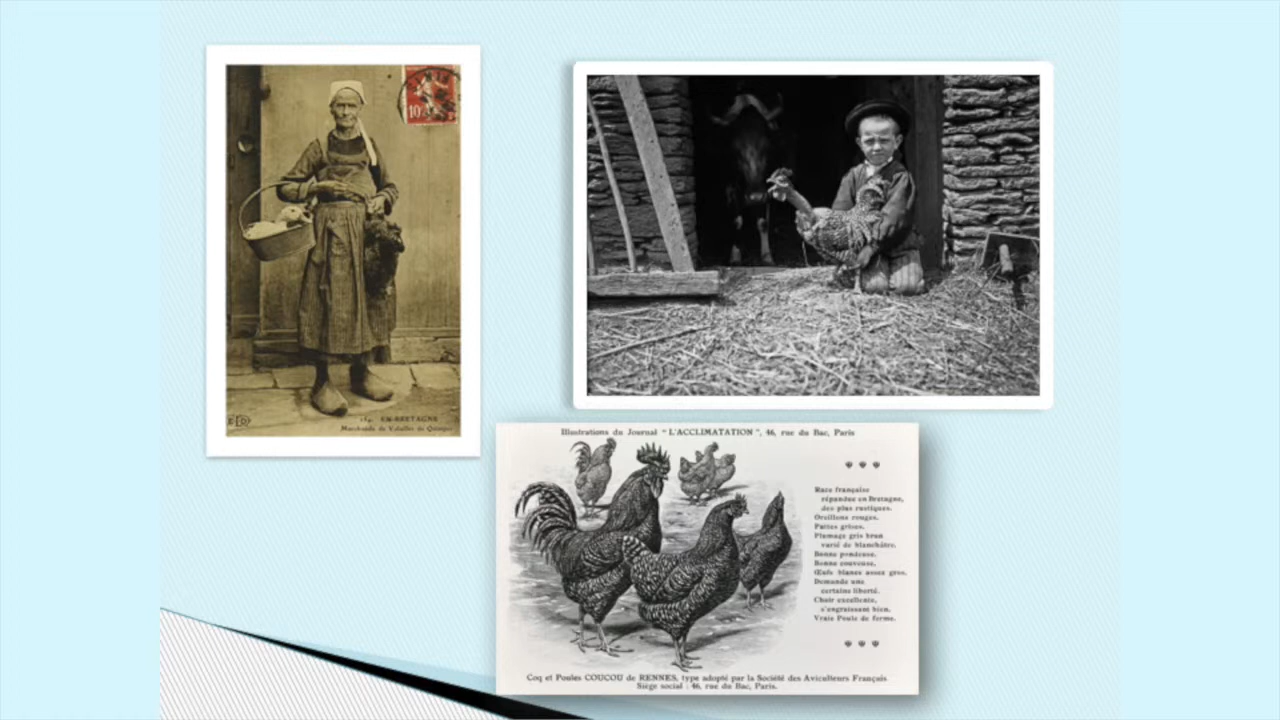 10
169. EN BRETAGNE
Marchande de Volailles de Quimper
Illustrations du Journal "L'ACCLIMATATION", 46, rue du Bac, Paris
Race française
répandue en Bretagne,
des plus rustiques.
Oreillons rouges.
Pattes grises.
Plumage gris brun
varié de blanchâtre.
Bonne pondeuse.
Bonne couveuse.
Œufs blancs assez gros.
Demande une
certaine liberté.
Chair excellente,
s'engraissant bien.
Vraie Poule de ferme.
Coq et Poules COUCOU de RENNES, type adopté par la Société des Aviculteurs Français
Siège social : 46, rue du Bac, Paris.